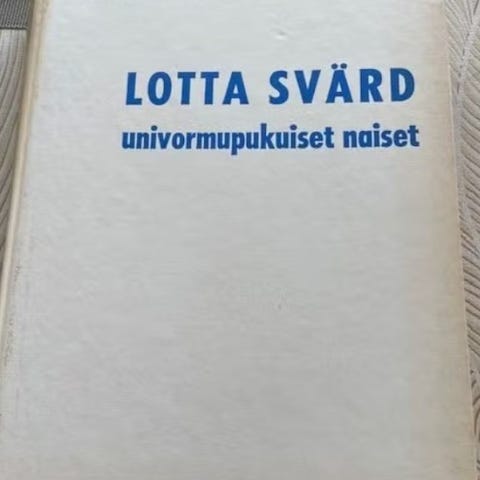 LOTTA SVÄRD
univormupukuiset naiset